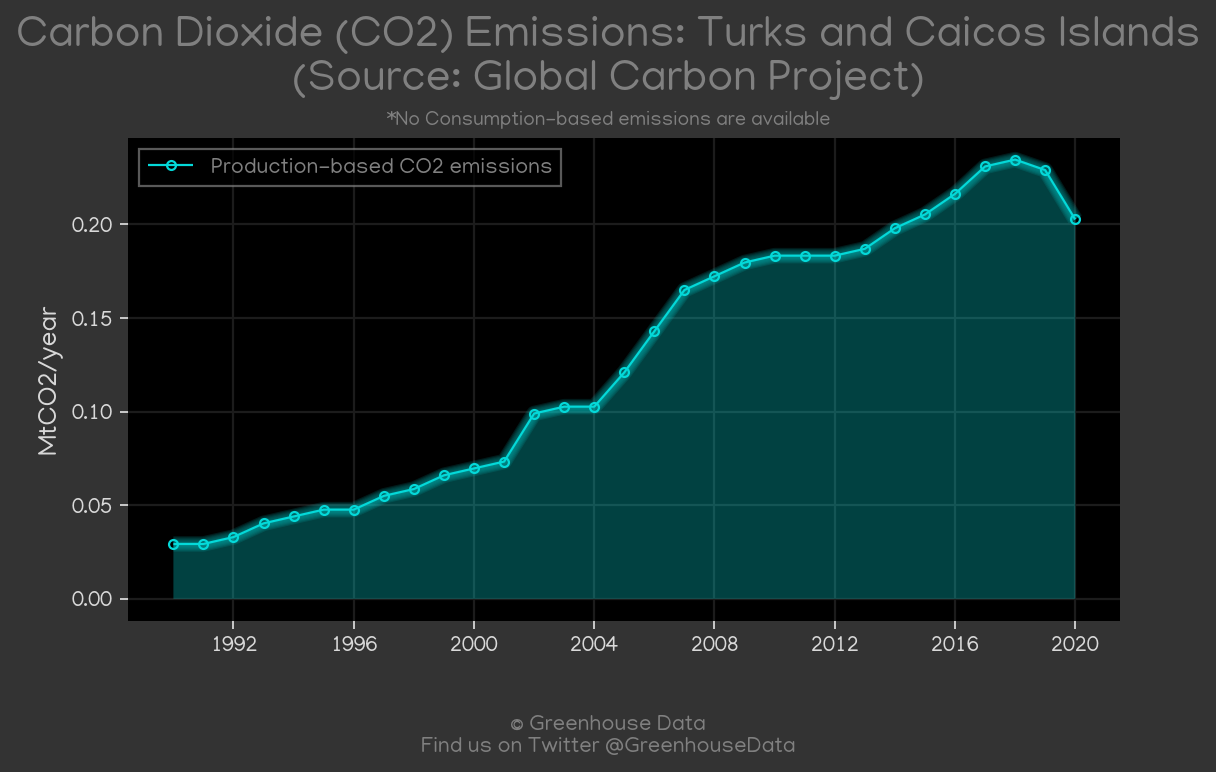 Carbon Dioxide (CO2) Emissions: Turks and Caicos Islands
(Source: Global Carbon Project)
*No Consumption-based emissions are available
Production-based CO2 emissions
MtCO2/year
0.20
0.15
0.10
0.05
0.00
1992 1996 2000 2004 2008 2012 2016 2020
© Greenhouse Data
Find us on Twitter @GreenhouseData